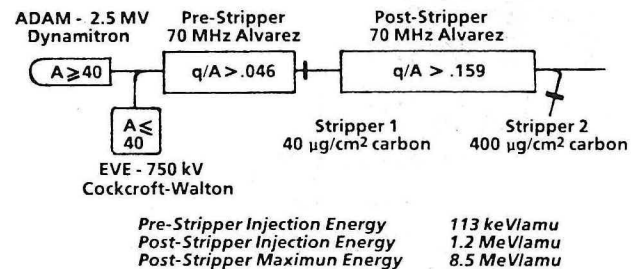 ADAM - 2.5 MV
Dynamitron
Pre-Stripper
70 MHz Alvarez
Post-Stripper
70 MHz Alvarez
A ⩾ 40
q/A > .046
q/A > .159
A ⩽
40
EVE - 750 kV
Cockcroft-Walton
Stripper 1
40 µg/cm2 carbon
Stripper 2
400 µg/cm2 carbon
Pre-Stripper Injection Energy 113 keV/amu
Post-Stripper Injection Energy 1.2 MeV/amu
Post-Stripper Maximun Energy 8.5 MeV/amu